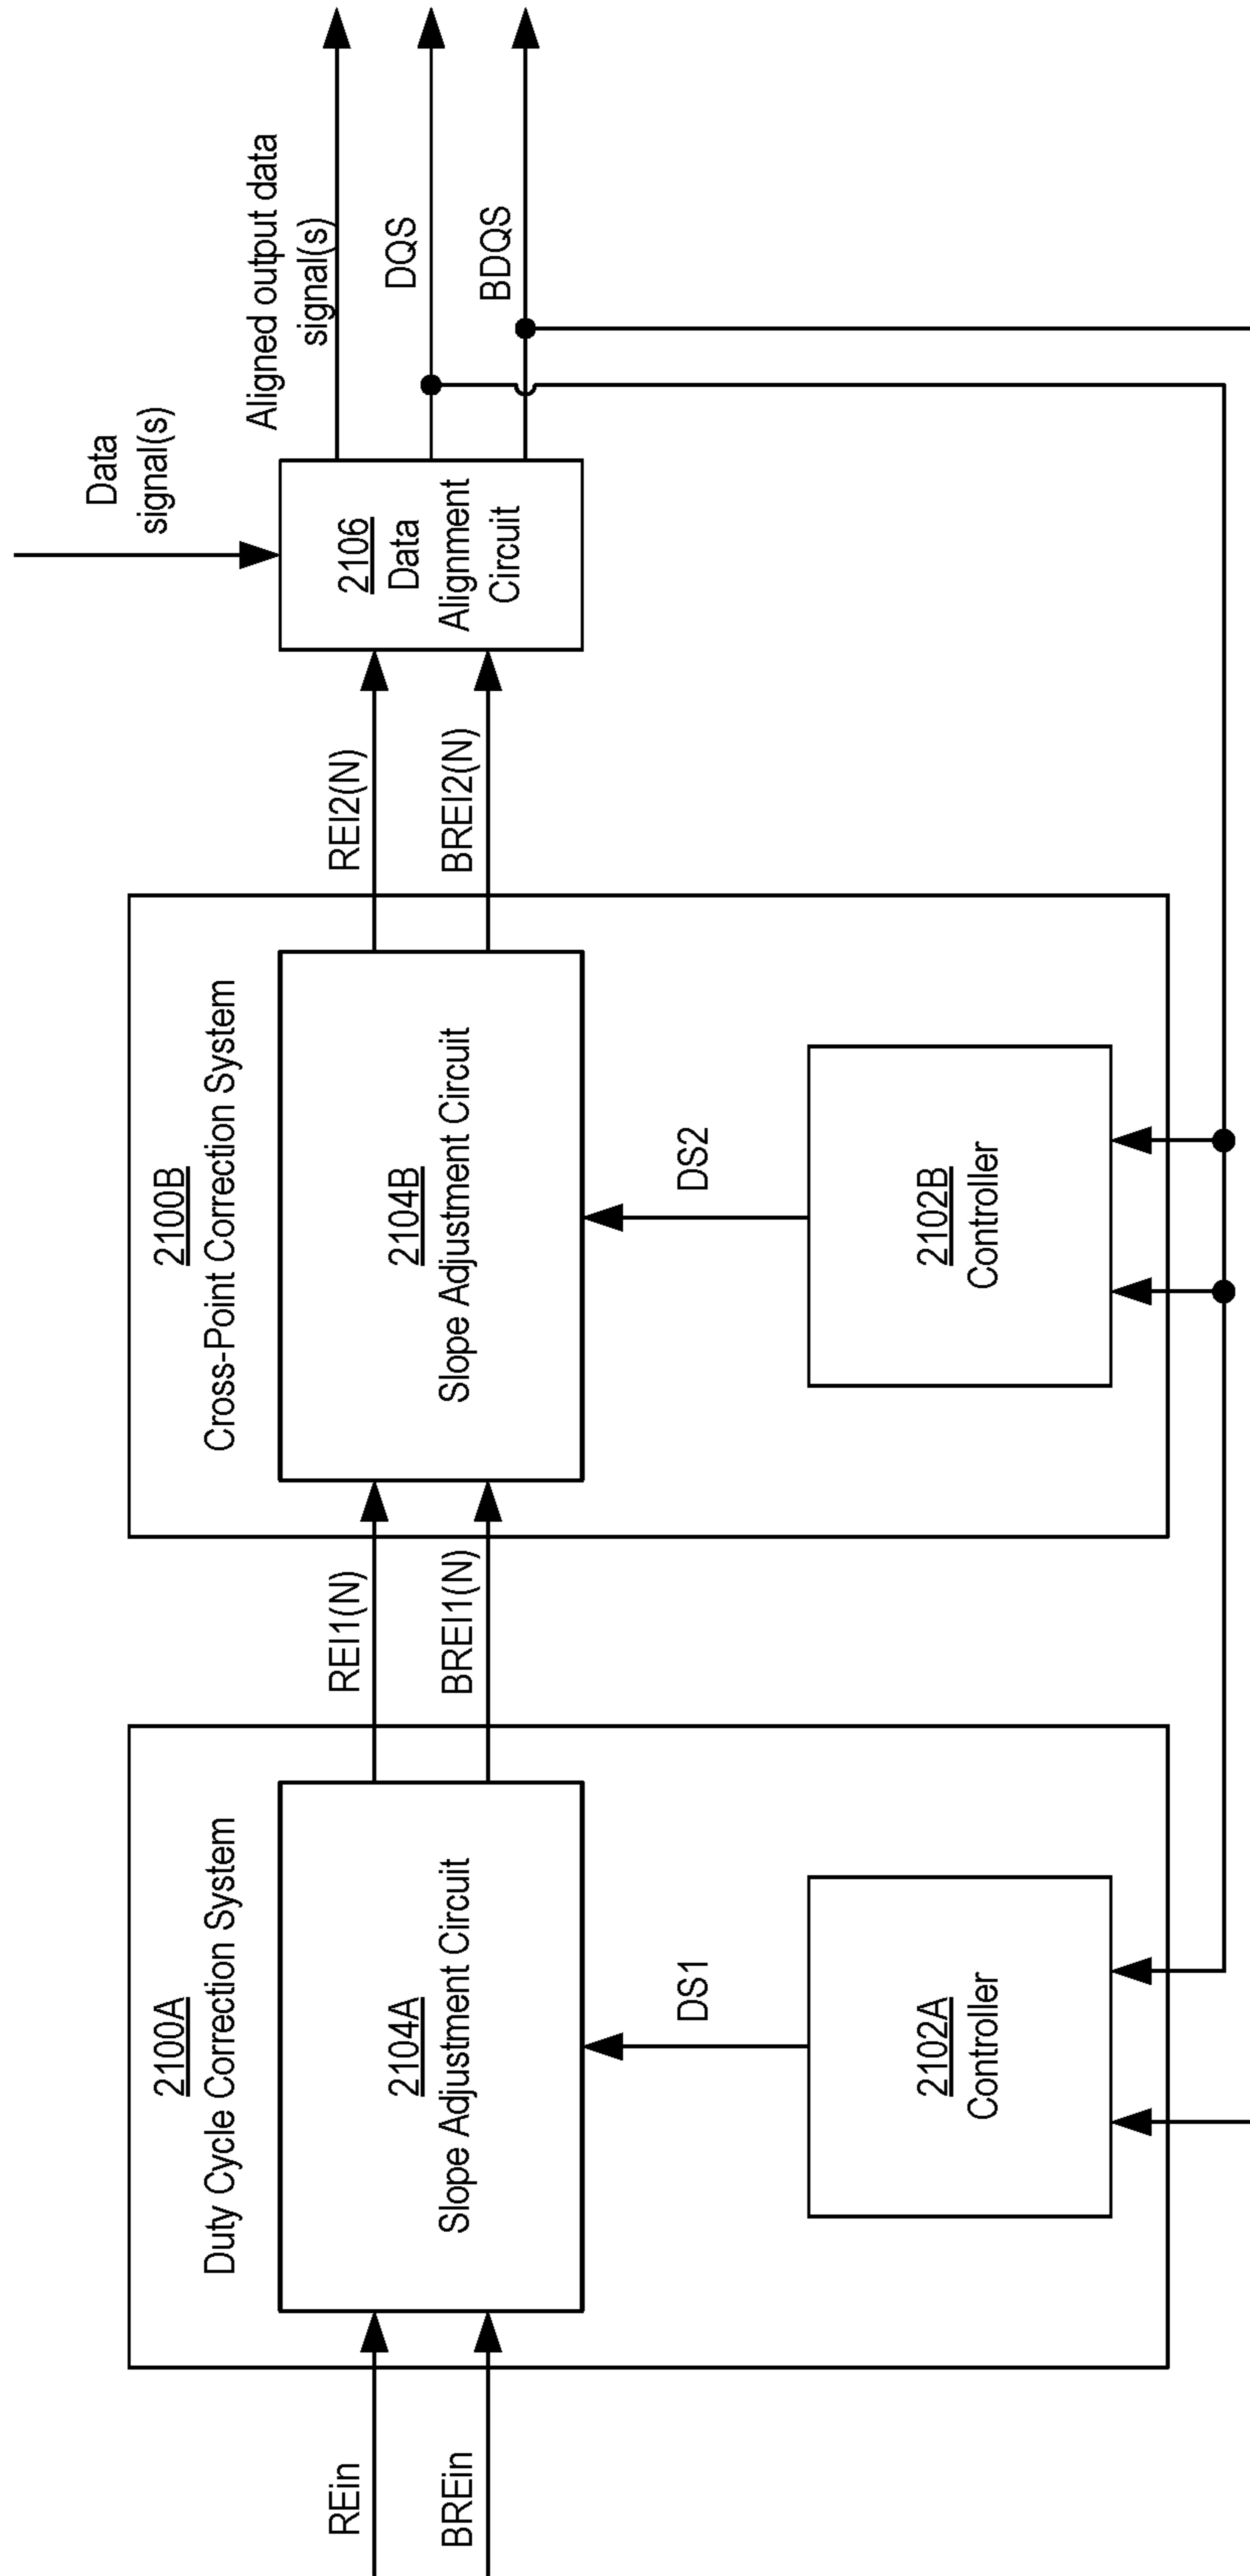 REin
BREin
2100A
Duty Cycle Correction System
2104A
Slope Adjustment Circuit
DS1
2102A
Controller
REI1(N)
BREI1(N)
2100B
Cross-Point Correction System
2104B
Slope Adjustment Circuit
DS2
2102B
Controller
REI2(N)
BREI2(N)
Data
signal(s)
2106
Data
Alignment
Circuit
Aligned output data
signal(s)
DQS
BDQS